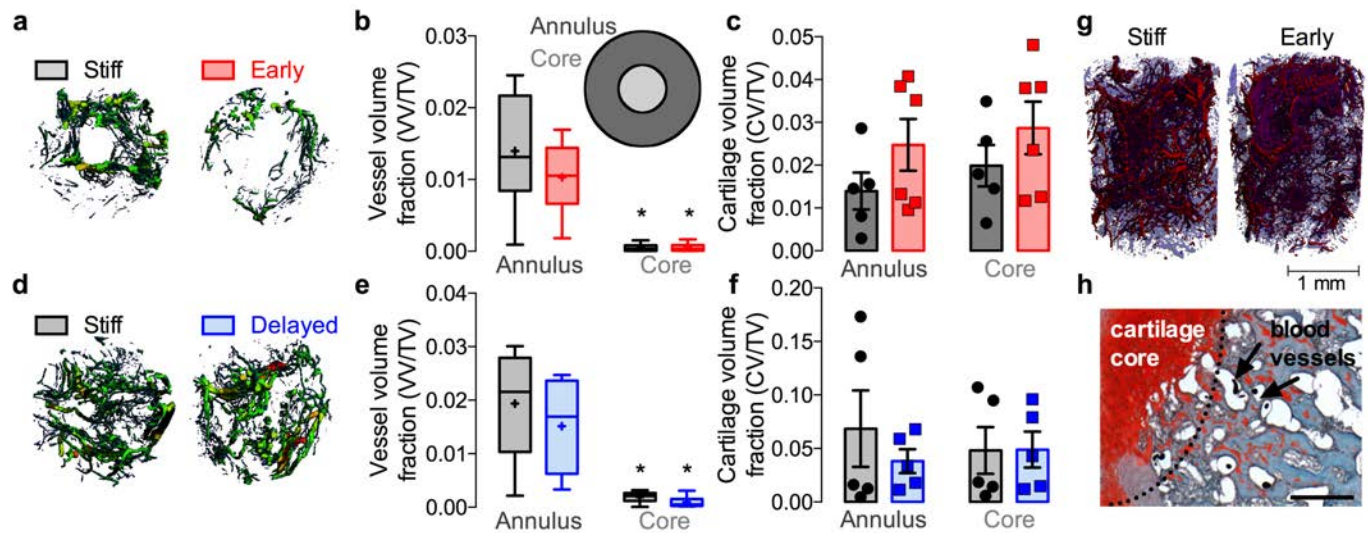 a
Stiff
Early
b
Vessel volume
fraction (VV/TV)
0.03
0.02
0.01
0.00
Annulus
Core
*
*
Annulus
Core
c
Cartilage volume
fraction (CV/TV)
0.05
0.04
0.03
0.02
0.01
0.00
Annulus
Core
g
Stiff
Early
1 mm
d
Stiff
Delayed
e
Vessel volume
fraction (VV/TV)
0.04
0.03
0.02
0.01
0.00
*
*
Annulus
Core
f
Cartilage volume
fraction (CV/TV)
0.20
0.15
0.10
0.05
0.00
Annulus
Core
h
cartilage
core
blood
vessels